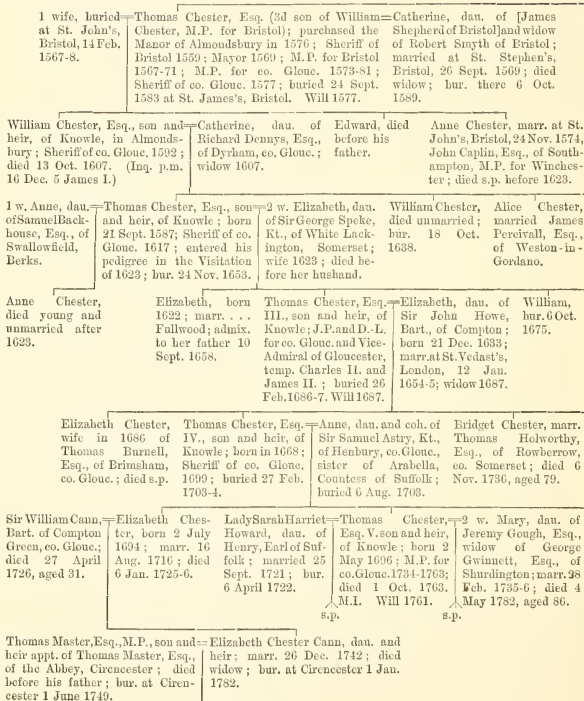 1 wife, buried
at St. John's,
Bristol, 14 Feb.
1567-8.
Thomas Chester, Esq. (3d son of William
Chester, M.P. for Bristol); purchased the
Manor of Almondsbury in 1576; Sheriff of
Bristol 1559; Mayor 1569; M.P. for Bristol
1567-71; M.P. for co. Glouc. 1573-81;
Sheriff of co. Glouc. 1577; buried 24 Sept.
1583 at St. James's, Bristol. Will 1577.
Catherine, dau. of [James
Shepherd of Bristol] and widow
of Robert Smyth of Bristol;
married at St. Stephen's,
Bristol, 26 Sept. 1569; died
widow; bur. there 6 Oct.
1589.
William Chester, Esq., son and
heir, of Knowle, in Almonds-
bury; Sheriff of co. Glouc. 1592;
died 13 Oct. 1607. (Inq. p.m.
16 Dec. 5 James I.)
Catherine, dau. of
Richard Dennys, Esq.,
of Dyrham, co. Glouc.;
widow 1607.
Edward, died
before his
father.
Anne Chester, marr. at St.
John's, Bristol, 24 Nov. 1574,
John Caplin, Esq., of South-
ampton, M.P. for Winches-
ter; died s.p. before 1623.
1 w. Anne, dau.
of Samuel Back-
house, Esq., of
Swallowfield,
Berks.
Thomas Chester, Esq., son
and heir, of Knowle; born
21 Sept. 1587; Sheriff of co.
Glouc. 1617; entered his
pedigree in the Visitation
of 1623; bur. 24 Nov. 1653.
2 w. Elizabeth, dau.
of Sir George Speke,
Kt., of White Lack-
ington, Somerset;
wife 1623; died be-
fore her husband.
William Chester,
died unmarried;
bur. 18 Oct.
1638.
Alice Chester,
married James
Percivall, Esq.,
of Weston-in-
Gordano.
Anne Chester,
died young and
unmarried after
1623.
Elizabeth, born
1622; marr. . . .
Fullwood; admix.
to her father 10
Sept. 1658.
Thomas Chester, Esq.
III., son and heir, of
Knowle; J.P. and D.-L.
for co. Glouc. and Vice-
Admiral of Gloucester,
temp. Charles II. and
James II.; buried 26
Feb. 1686-7. Will 1687.
Elizabeth, dau. of
Sir John Howe,
Bart., of Compton;
born 21 Dec. 1633;
marr. at St. Vedast's,
London, 12 Jan.
1654-5; widow 1687.
William,
bur. 6 Oct.
1675.
Elizabeth Chester,
wife in 1686 of
Thomas Burnell,
Esq., of Brimsham,
co. Glouc.; died s.p.
Thomas Chester, Esq.
IV., son and heir, of
Knowle; born in 1668;
Sheriff of co. Glouc.
1699; buried 27 Feb.
1703-4.
Anne, dau. and coh. of
Sir Samuel Astry, Kt.,
of Henbury, co. Glouc.,
sister of Arabella,
Countess of Suffolk;
buried 6 Aug. 1703.
Bridget Chester, marr.
Thomas Holworthy,
Esq., of Rowberrow,
co. Somerset; died 6
Nov. 1736, aged 79.
Sir William Cann,
Bart. of Compton
Green, co. Glouc.;
died 27 April
1726, aged 31.
Elizabeth Ches-
ter, born 2 July
1694; marr. 16
Aug. 1716; died
6 Jan. 1725-6.
Lady Sarah Harriet
Howard, dau. of
Henry, Earl of Suf-
folk; married 25
Sept. 1721; bur.
6 April 1722.
Thomas Chester,
Esq. V. son and heir,
of Knowle; born 2
May 1696; M.P. for
co. Glouc. 1734-1763;
died 1 Oct. 1763.
M.I. Will 1761.
s.p.
2 w. Mary, dau. of
Jeremy Gough, Esq.,
widow of George
Gwinnett, Esq., of
Shurdington; marr. 28
Feb. 1735-6; died 4
May 1782, aged 86.
s.p.
Thomas Master, Esq., M.P., son and
heir appt. of Thomas Master, Esq.,
of the Abbey, Cirencester; died
before his father; bur. at Ciren-
cester 1 June 1749.
Elizabeth Chester Cann, dau. and
heir; marr. 26 Dec. 1742; died
widow; bur. at Cirencester 1 Jan.
1782.